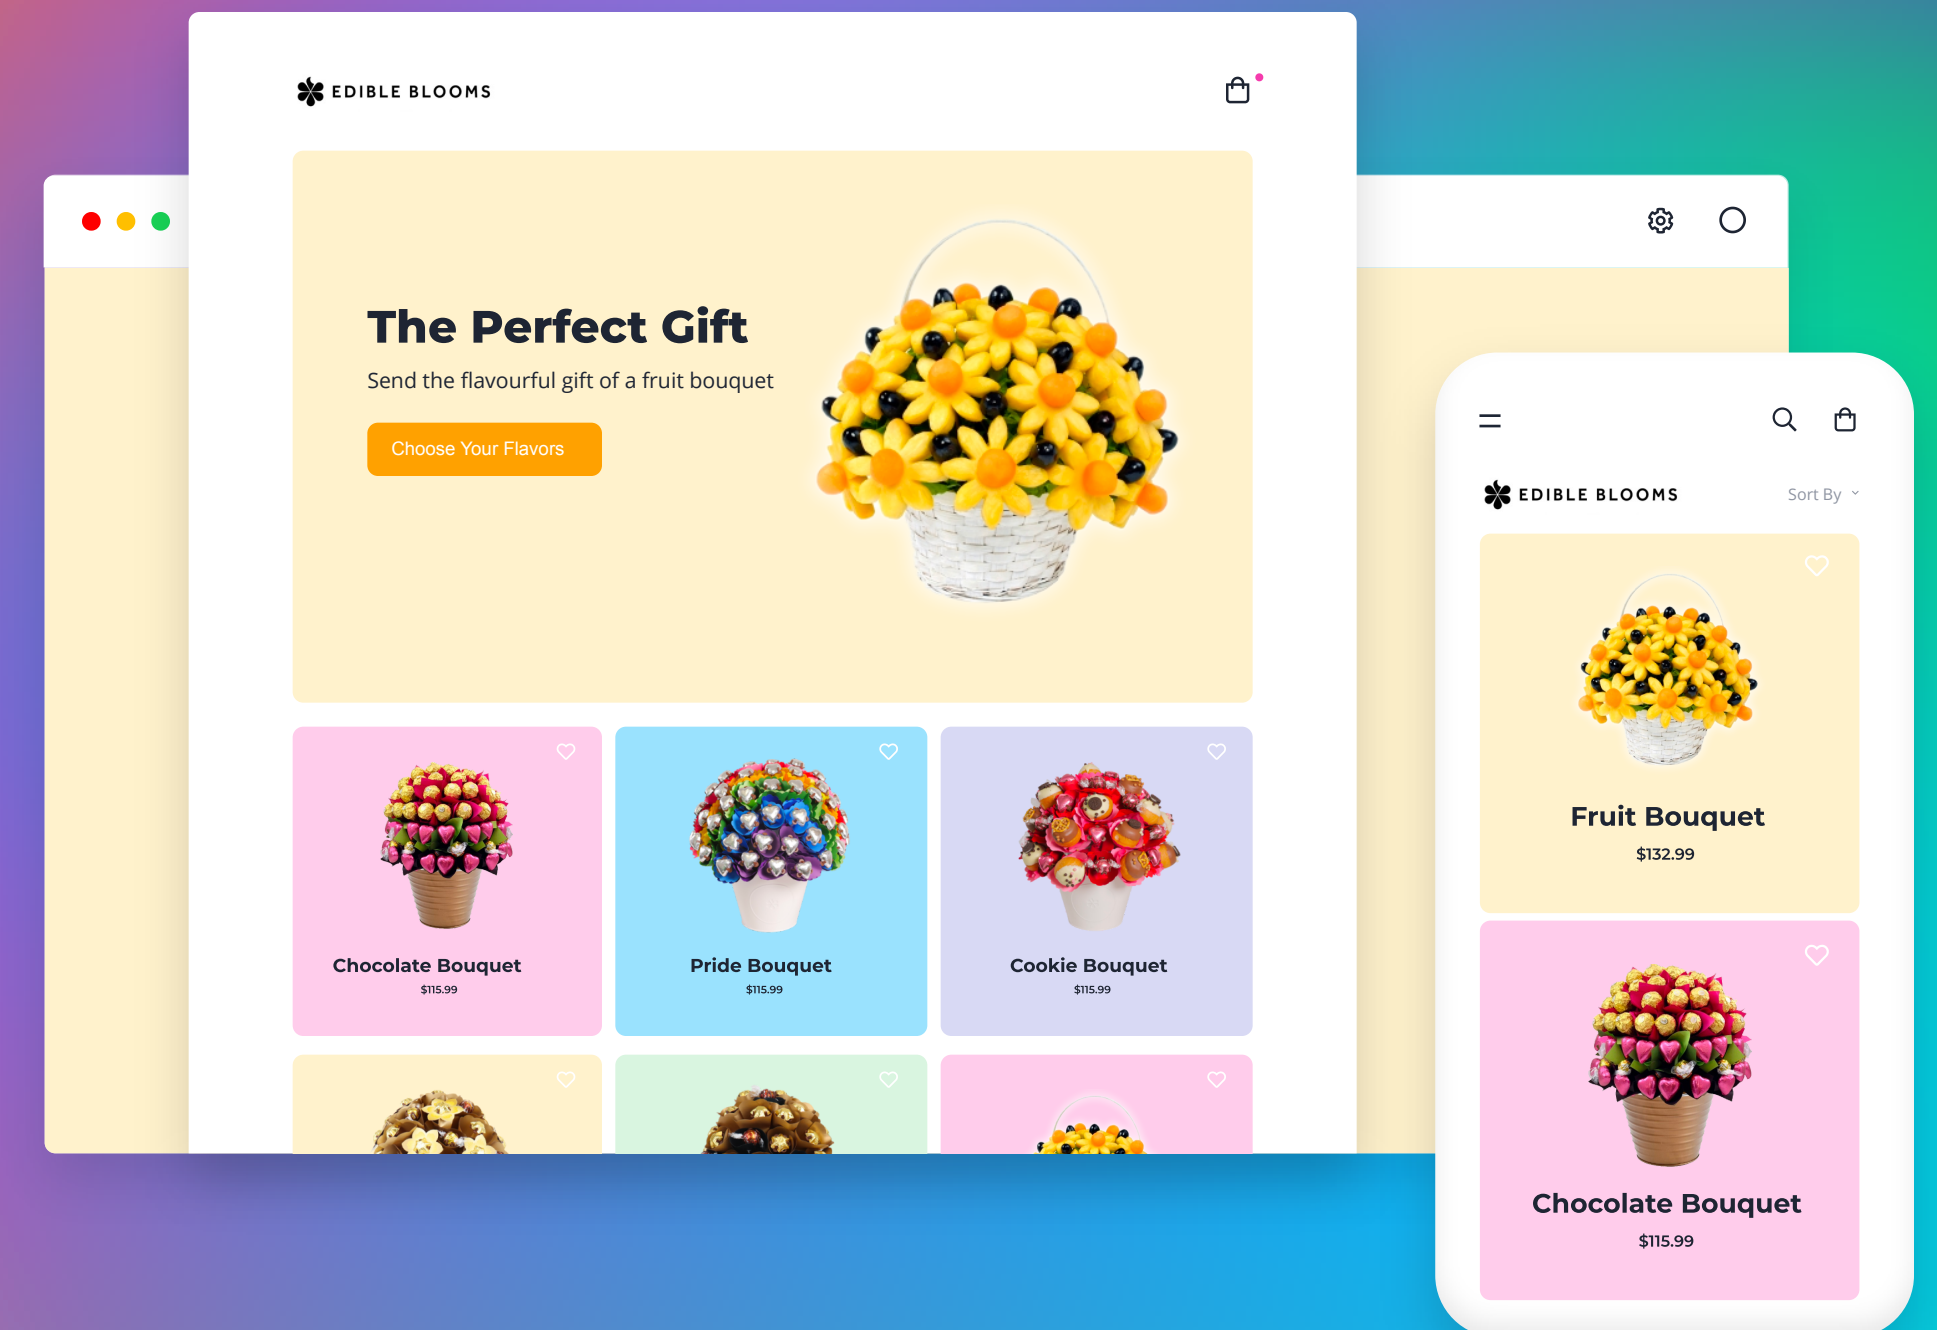 EDIBLE BLOOMS
The Perfect Gift
Send the flavourful gift of a fruit bouquet
Choose Your Flavors
Chocolate Bouquet
$115.99
Pride Bouquet
$115.99
Cookie Bouquet
$115.99
EDIBLE BLOOMS
Sort By
Fruit Bouquet
$132.99
Chocolate Bouquet
$115.99